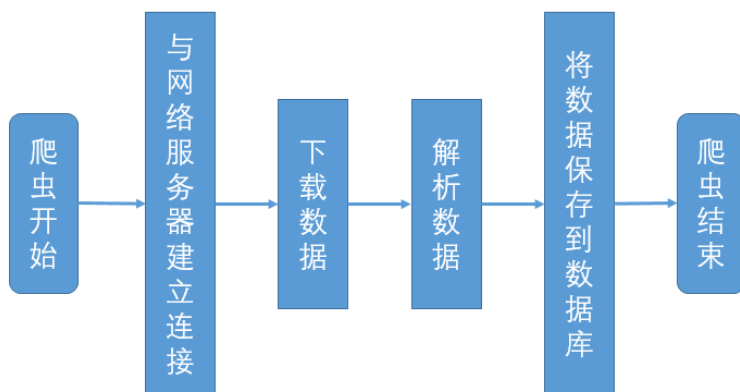 爬虫开始
与网络服务器建立连接
下载数据
解析数据
将数据保存到数据库
爬虫结束